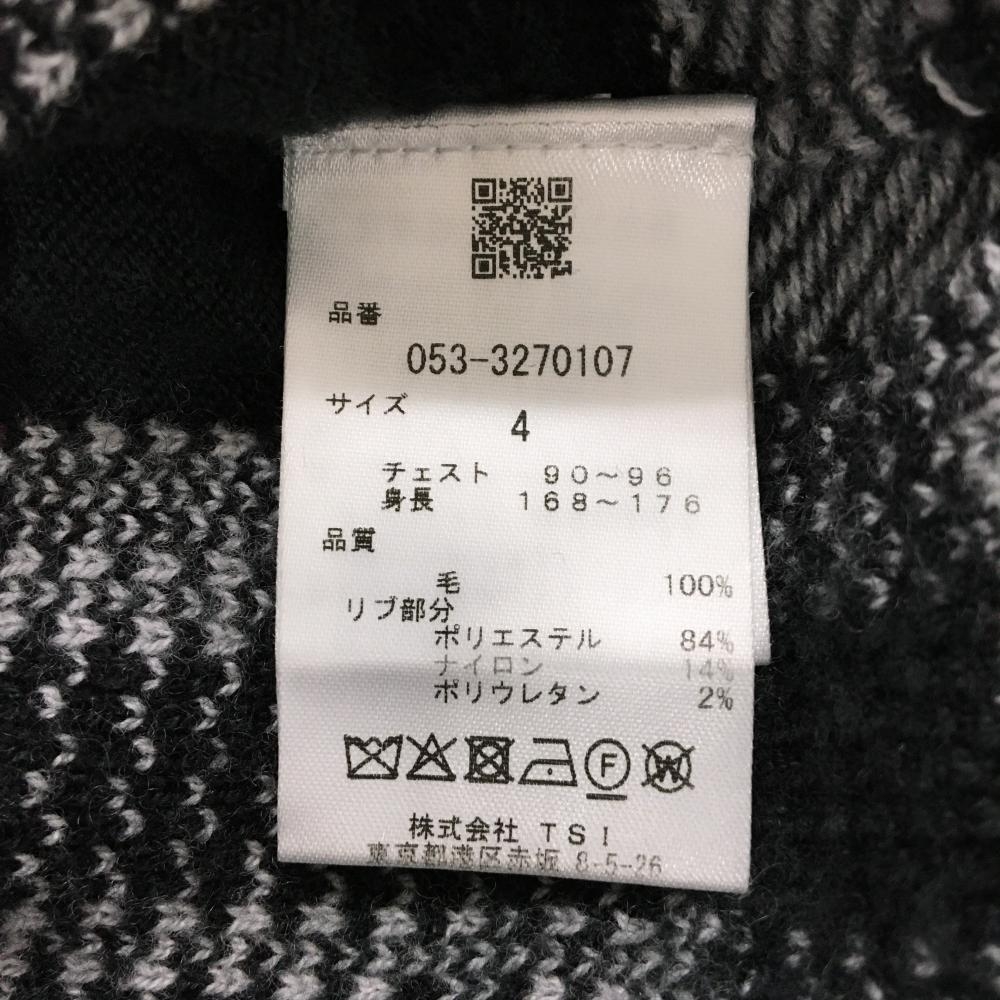 品番
053-3270107
サイズ
4
チェスト 90～96
身長 168～176
品質
毛 100%
リブ部分
ポリエステル 84%
ナイロン 14%
ポリウレタン 2%
F W
株式会社 TSI
東京都港区赤坂 8-5-26